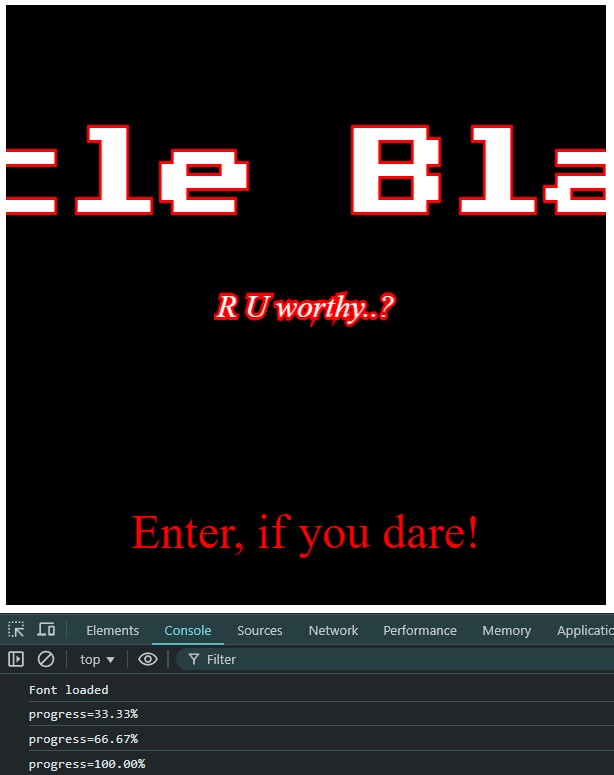 cle Bla
R U worthy..?
Enter, if you dare!
Elements Console Sources Network Performance Memory Applicatio
top Filter
Font loaded
progress=33.33%
progress=66.67%
progress=100.00%